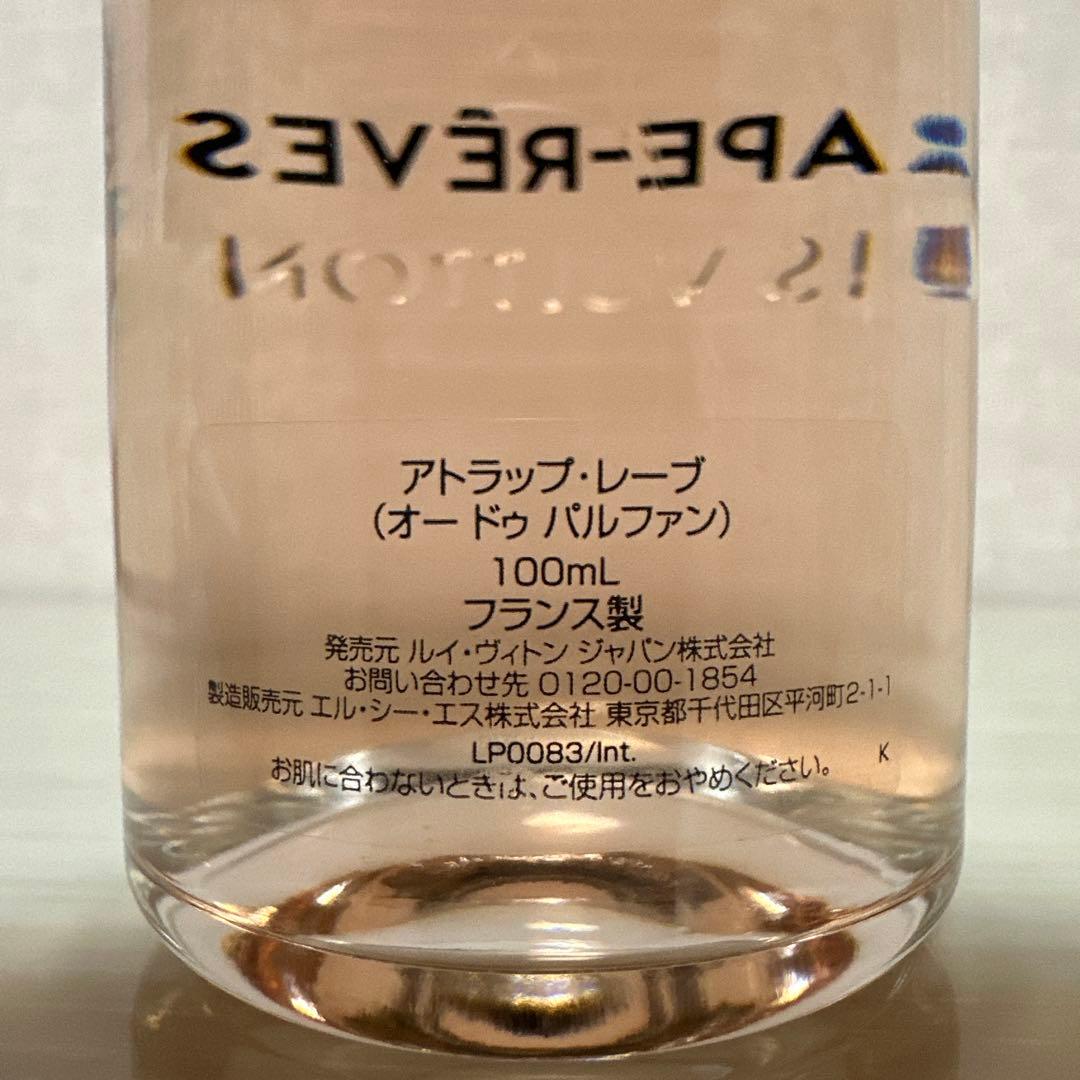 APE-RÊVES
IS VUITTON
アトラップ・レーブ
(オー ドゥ パルファン)
100mL
フランス製
発売元 ルイ・ヴィトン ジャパン株式会社
お問い合わせ先 0120-00-1854
製造販売元 エル・シー・エス株式会社 東京都千代田区平河町2-1-1
LP0083/Int.
K
お肌に合わないときは、ご使用をおやめください。